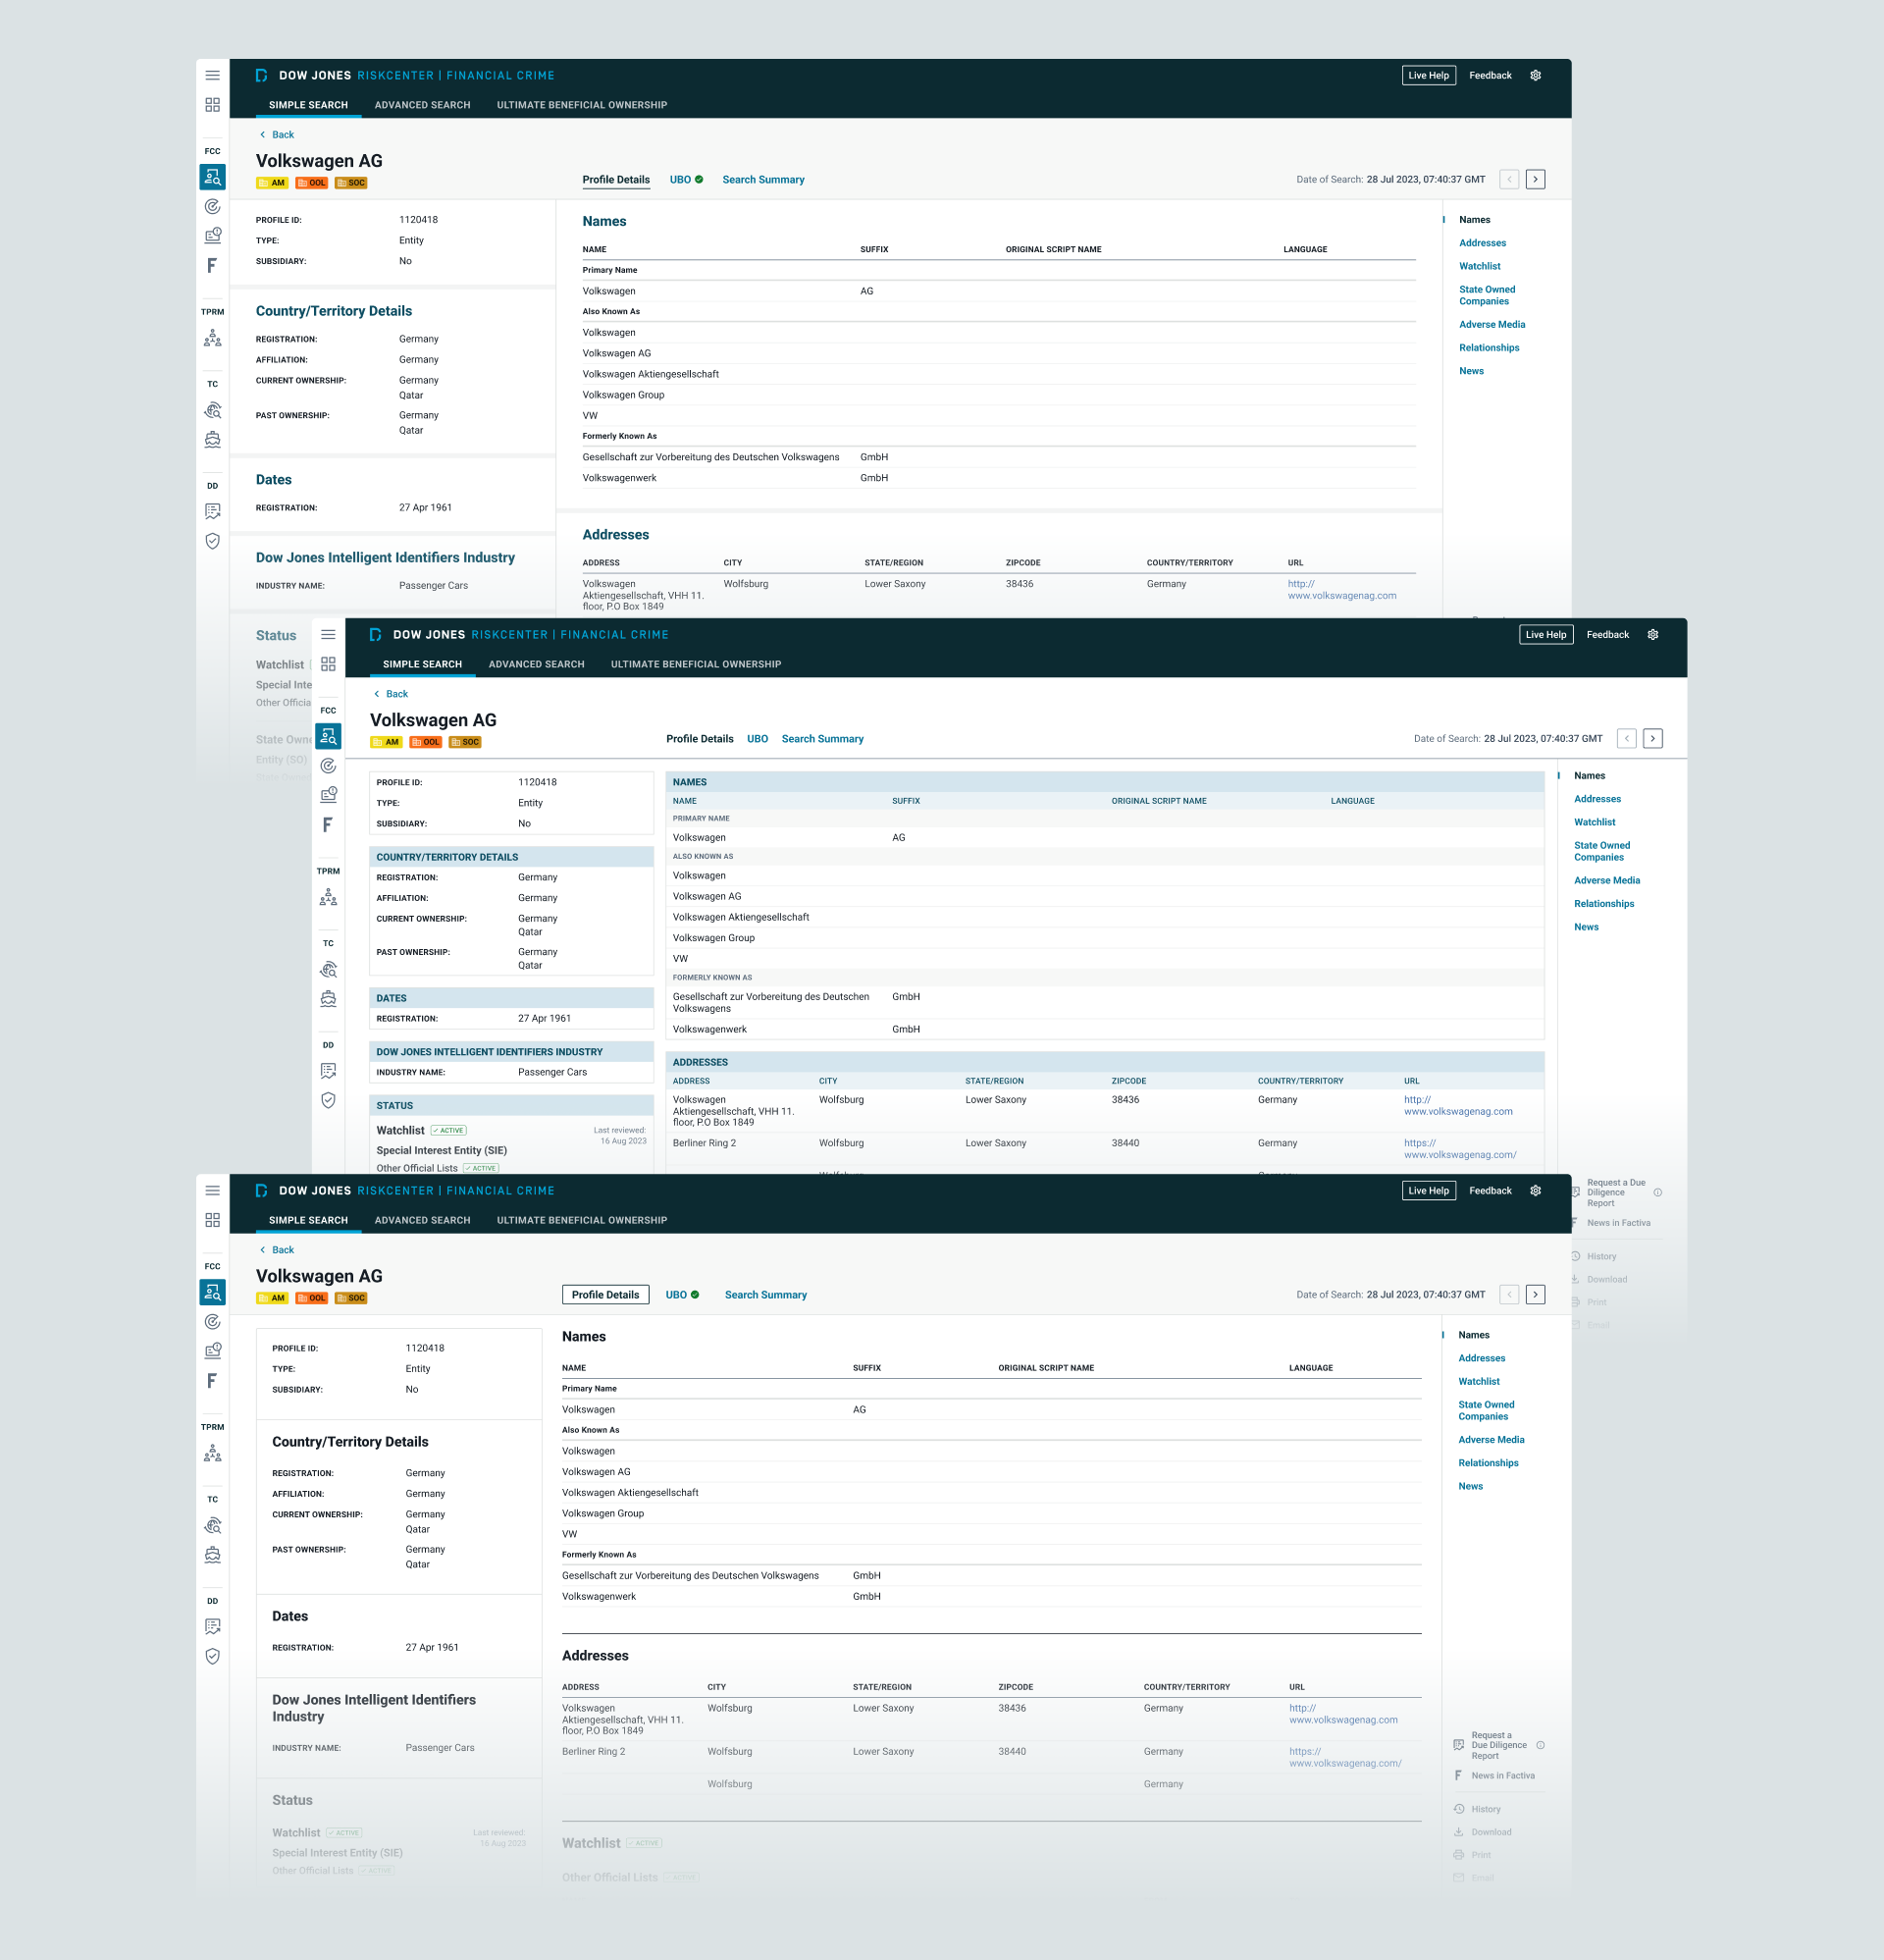 DOW JONES RISKCENTER | FINANCIAL CRIME
Live Help Feedback
SIMPLE SEARCH ADVANCED SEARCH ULTIMATE BENEFICIAL OWNERSHIP
Back
FCC
Volkswagen AG
AM OOL SOC
Profile Details UBO Search Summary
Date of Search: 28 Jul 2023, 07:40:37 GMT
PROFILE ID: 1120418
TYPE: Entity
SUBSIDIARY: No
TPRM
Country/Territory Details
REGISTRATION: Germany
AFFILIATION: Germany
TC
CURRENT OWNERSHIP: Germany
Qatar
PAST OWNERSHIP: Germany
Qatar
DD
Dates
REGISTRATION: 27 Apr 1961
Dow Jones Intelligent Identifiers Industry
INDUSTRY NAME: Passenger Cars
Status
Watchlist
Special Inte
Other Officia
State Own
Entity (SO)
Names
NAME SUFFIX ORIGINAL SCRIPT NAME LANGUAGE
Primary Name
Volkswagen AG
Also Known As
Volkswagen
Volkswagen AG
Volkswagen Aktiengesellschaft
Volkswagen Group
VW
Formerly Known As
Gesellschaft zur Vorbereitung des Deutschen Volkswagens GmbH
Volkswagenwerk GmbH
Addresses
ADDRESS CITY STATE/REGION ZIPCODE COUNTRY/TERRITORY URL
Volkswagen Wolfsburg Lower Saxony 38436 Germany http://
Aktiengesellschaft, VHH 11. www.volkswagenag.com
floor, P.O Box 1849
Names
Addresses
Watchlist
State Owned
Companies
Adverse Media
Relationships
News
DOW JONES RISKCENTER | FINANCIAL CRIME
Live Help Feedback
SIMPLE SEARCH ADVANCED SEARCH ULTIMATE BENEFICIAL OWNERSHIP
Back
FCC
Volkswagen AG
AM OOL SOC
Profile Details UBO Search Summary
Date of Search: 28 Jul 2023, 07:40:37 GMT
PROFILE ID: 1120418
TYPE: Entity
SUBSIDIARY: No
COUNTRY/TERRITORY DETAILS
TPRM
REGISTRATION: Germany
AFFILIATION: Germany
CURRENT OWNERSHIP: Germany
Qatar
TC
PAST OWNERSHIP: Germany
Qatar
DATES
REGISTRATION: 27 Apr 1961
DD
DOW JONES INTELLIGENT IDENTIFIERS INDUSTRY
INDUSTRY NAME: Passenger Cars
STATUS
Watchlist ACTIVE Last reviewed:
16 Aug 2023
Special Interest Entity (SIE)
Other Official Lists ACTIVE
NAMES
NAME SUFFIX ORIGINAL SCRIPT NAME LANGUAGE
PRIMARY NAME
Volkswagen AG
ALSO KNOWN AS
Volkswagen
Volkswagen AG
Volkswagen Aktiengesellschaft
Volkswagen Group
VW
FORMERLY KNOWN AS
Gesellschaft zur Vorbereitung des Deutschen GmbH
Volkswagens
Volkswagenwerk GmbH
ADDRESSES
ADDRESS CITY STATE/REGION ZIPCODE COUNTRY/TERRITORY URL
Volkswagen Wolfsburg Lower Saxony 38436 Germany http://
Aktiengesellschaft, VHH 11. www.volkswagenag.com
floor, P.O Box 1849
Berliner Ring 2 Wolfsburg Lower Saxony 38440 Germany https://
www.volkswagenag.com/
Names
Addresses
Watchlist
State Owned
Companies
Adverse Media
Relationships
News
Request a Due
Diligence
Report
News in Factiva
History
Download
Print
Email
DOW JONES RISKCENTER | FINANCIAL CRIME
Live Help Feedback
SIMPLE SEARCH ADVANCED SEARCH ULTIMATE BENEFICIAL OWNERSHIP
Back
FCC
Volkswagen AG
AM OOL SOC
Profile Details UBO Search Summary
Date of Search: 28 Jul 2023, 07:40:37 GMT
PROFILE ID: 1120418
TYPE: Entity
SUBSIDIARY: No
TPRM
Country/Territory Details
REGISTRATION: Germany
AFFILIATION: Germany
TC
CURRENT OWNERSHIP: Germany
Qatar
PAST OWNERSHIP: Germany
Qatar
DD
Dates
REGISTRATION: 27 Apr 1961
Dow Jones Intelligent Identifiers
Industry
INDUSTRY NAME: Passenger Cars
Status
Watchlist ACTIVE Last reviewed:
16 Aug 2023
Special Interest Entity (SIE)
Other Official Lists ACTIVE
Names
NAME SUFFIX ORIGINAL SCRIPT NAME LANGUAGE
Primary Name
Volkswagen AG
Also Known As
Volkswagen
Volkswagen AG
Volkswagen Aktiengesellschaft
Volkswagen Group
VW
Formerly Known As
Gesellschaft zur Vorbereitung des Deutschen Volkswagens GmbH
Volkswagenwerk GmbH
Addresses
ADDRESS CITY STATE/REGION ZIPCODE COUNTRY/TERRITORY URL
Volkswagen Wolfsburg Lower Saxony 38436 Germany http://
Aktiengesellschaft, VHH 11. www.volkswagenag.com
floor, P.O Box 1849
Berliner Ring 2 Wolfsburg Lower Saxony 38440 Germany https://
www.volkswagenag.com/
Wolfsburg Germany
Watchlist ACTIVE
Other Official Lists ACTIVE
Names
Addresses
Watchlist
State Owned
Companies
Adverse Media
Relationships
News
Request a
Due Diligence
Report
News in Factiva
History
Download
Print
Email